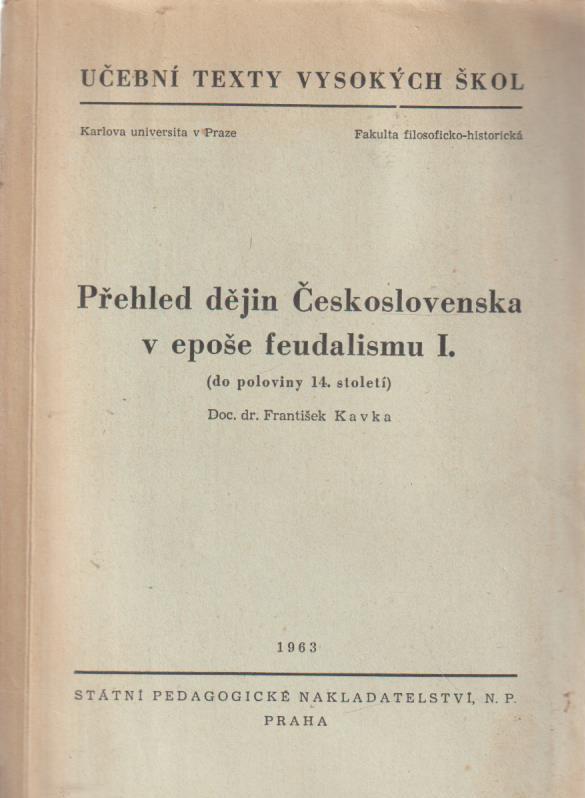 UČEBNÍ TEXTY VYSOKÝCH ŠKOL
Karlova universita v Praze Fakulta filosoficko-historická
Přehled dějin Československa
v epoše feudalismu I.
(do poloviny 14. století)
Doc. dr. František Kavka
1963
STÁTNÍ PEDAGOGICKÉ NAKLADATELSTVÍ, N. P.
PRAHA